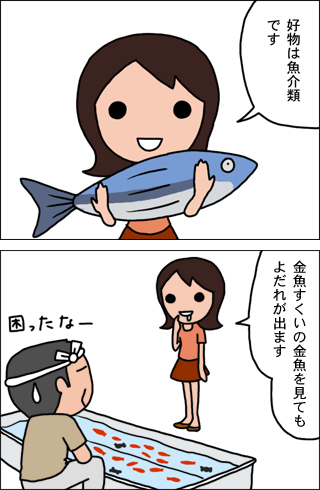 好物は魚介類
です
金魚すくいの金魚を見ても
よだれが出ます
困ったなー